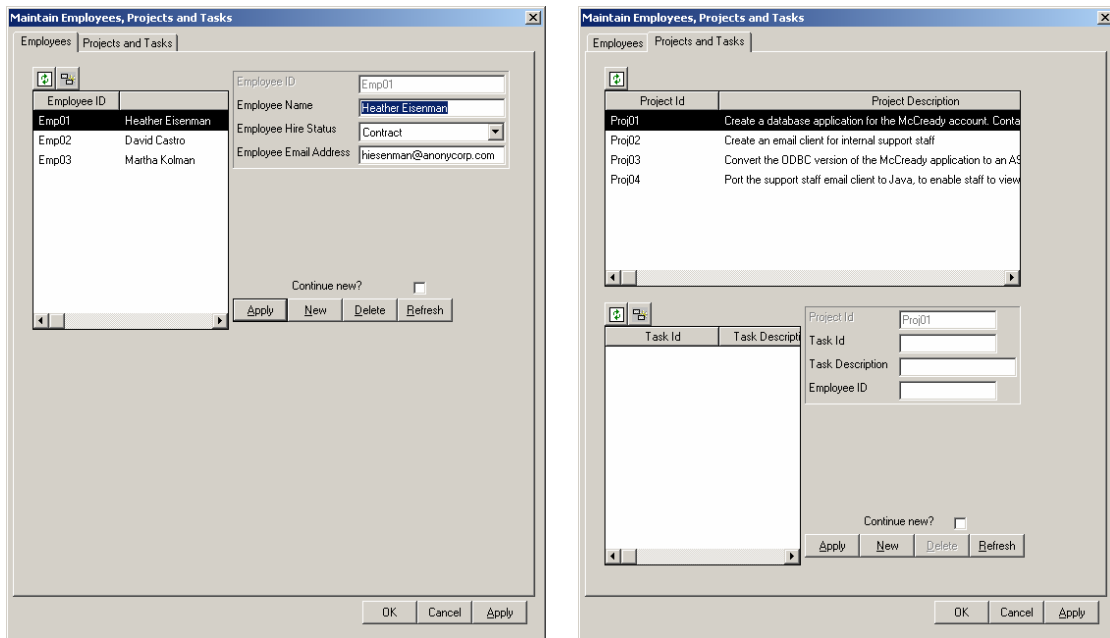 Maintain Employees, Projects and Tasks
Employees Projects and Tasks
Employee ID
Emp01 Heather Eisenman
Emp02 David Castro
Emp03 Martha Kolman
Employee ID Emp01
Employee Name Heather Eisenman
Employee Hire Status Contract
Employee Email Address hiesenman@anonycorp.com
Continue new?
Apply New Delete Refresh
OK Cancel Apply
Maintain Employees, Projects and Tasks
Employees Projects and Tasks
Project Id Project Description
Proj01 Create a database application for the McCready account. Conta
Proj02 Create an email client for internal support staff
Proj03 Convert the ODBC version of the McCready application to an AS
Proj04 Port the support staff email client to Java, to enable staff to view
Task Id Task Descripti
Project Id Proj01
Task Id
Task Description
Employee ID
Continue new?
Apply New Delete Refresh
OK Cancel Apply